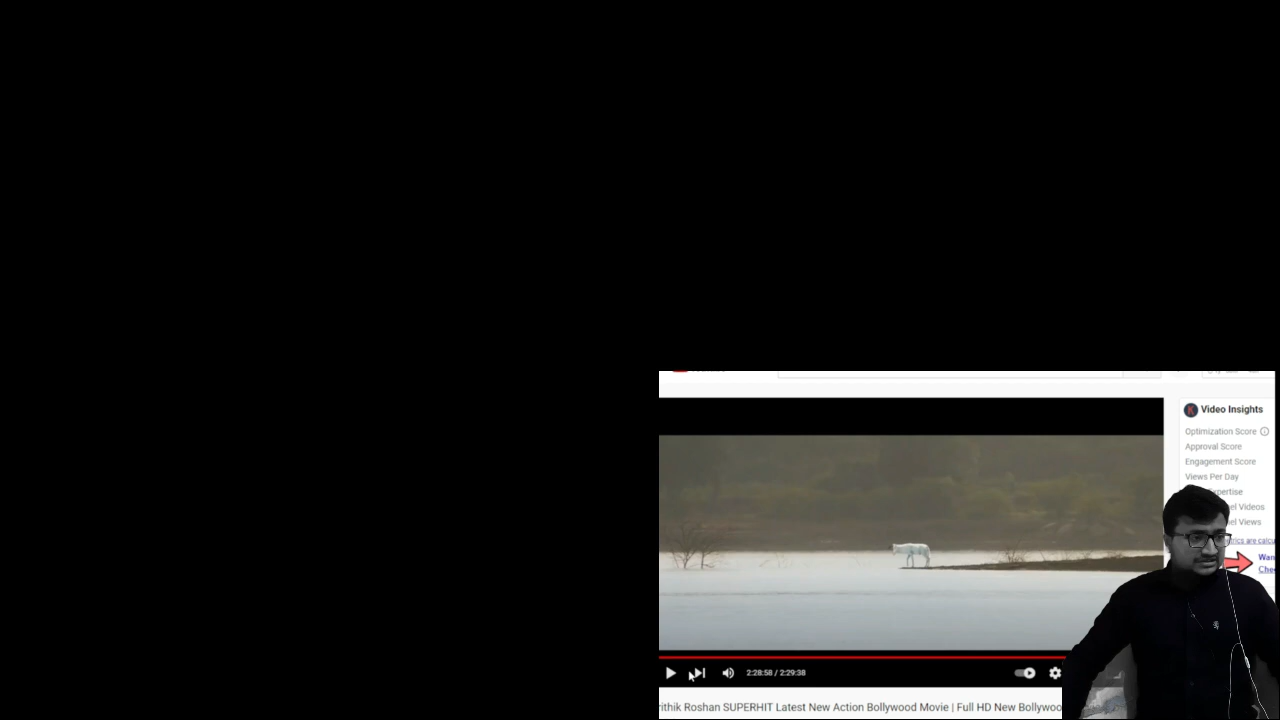 Video Insights
Optimization Score
Approval Score
Engagement Score
Views Per Day
2:28:58 / 2:29:38
rithik Roshan SUPERHIT Latest New Action Bollywood Movie | Full HD New Bollywoo